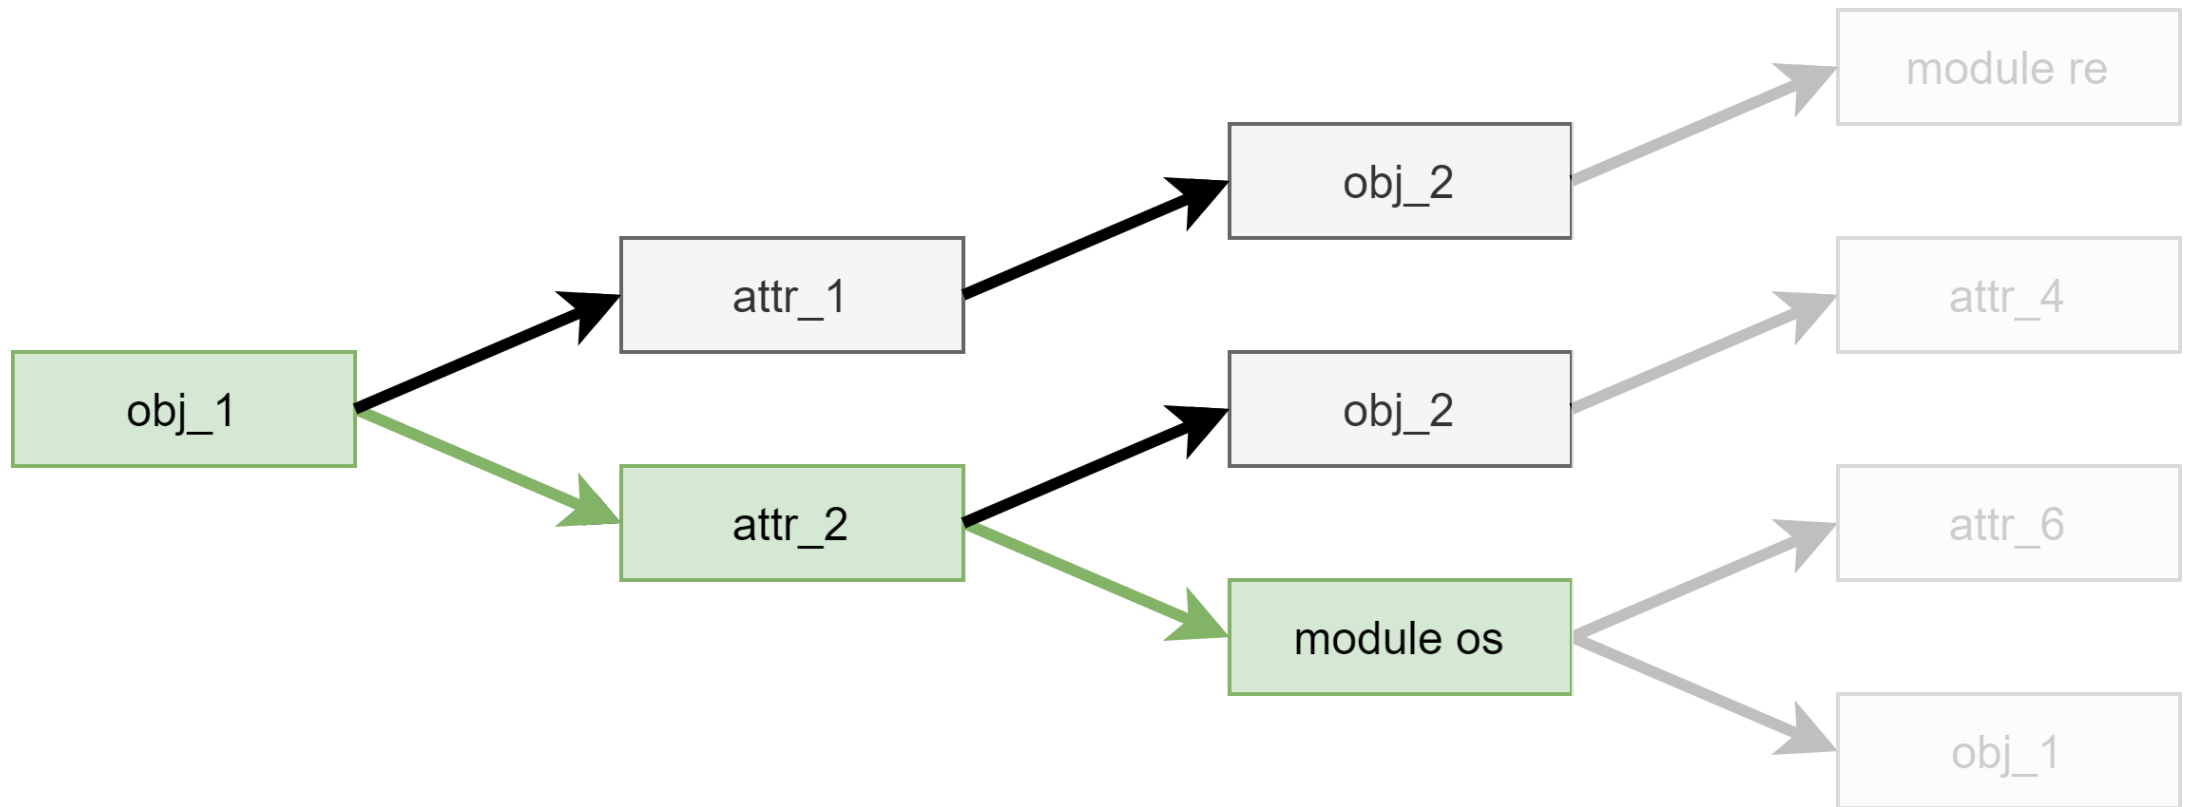 obj_1
attr_1
attr_2
obj_2
obj_2
module os
module re
attr_4
attr_6
obj_1